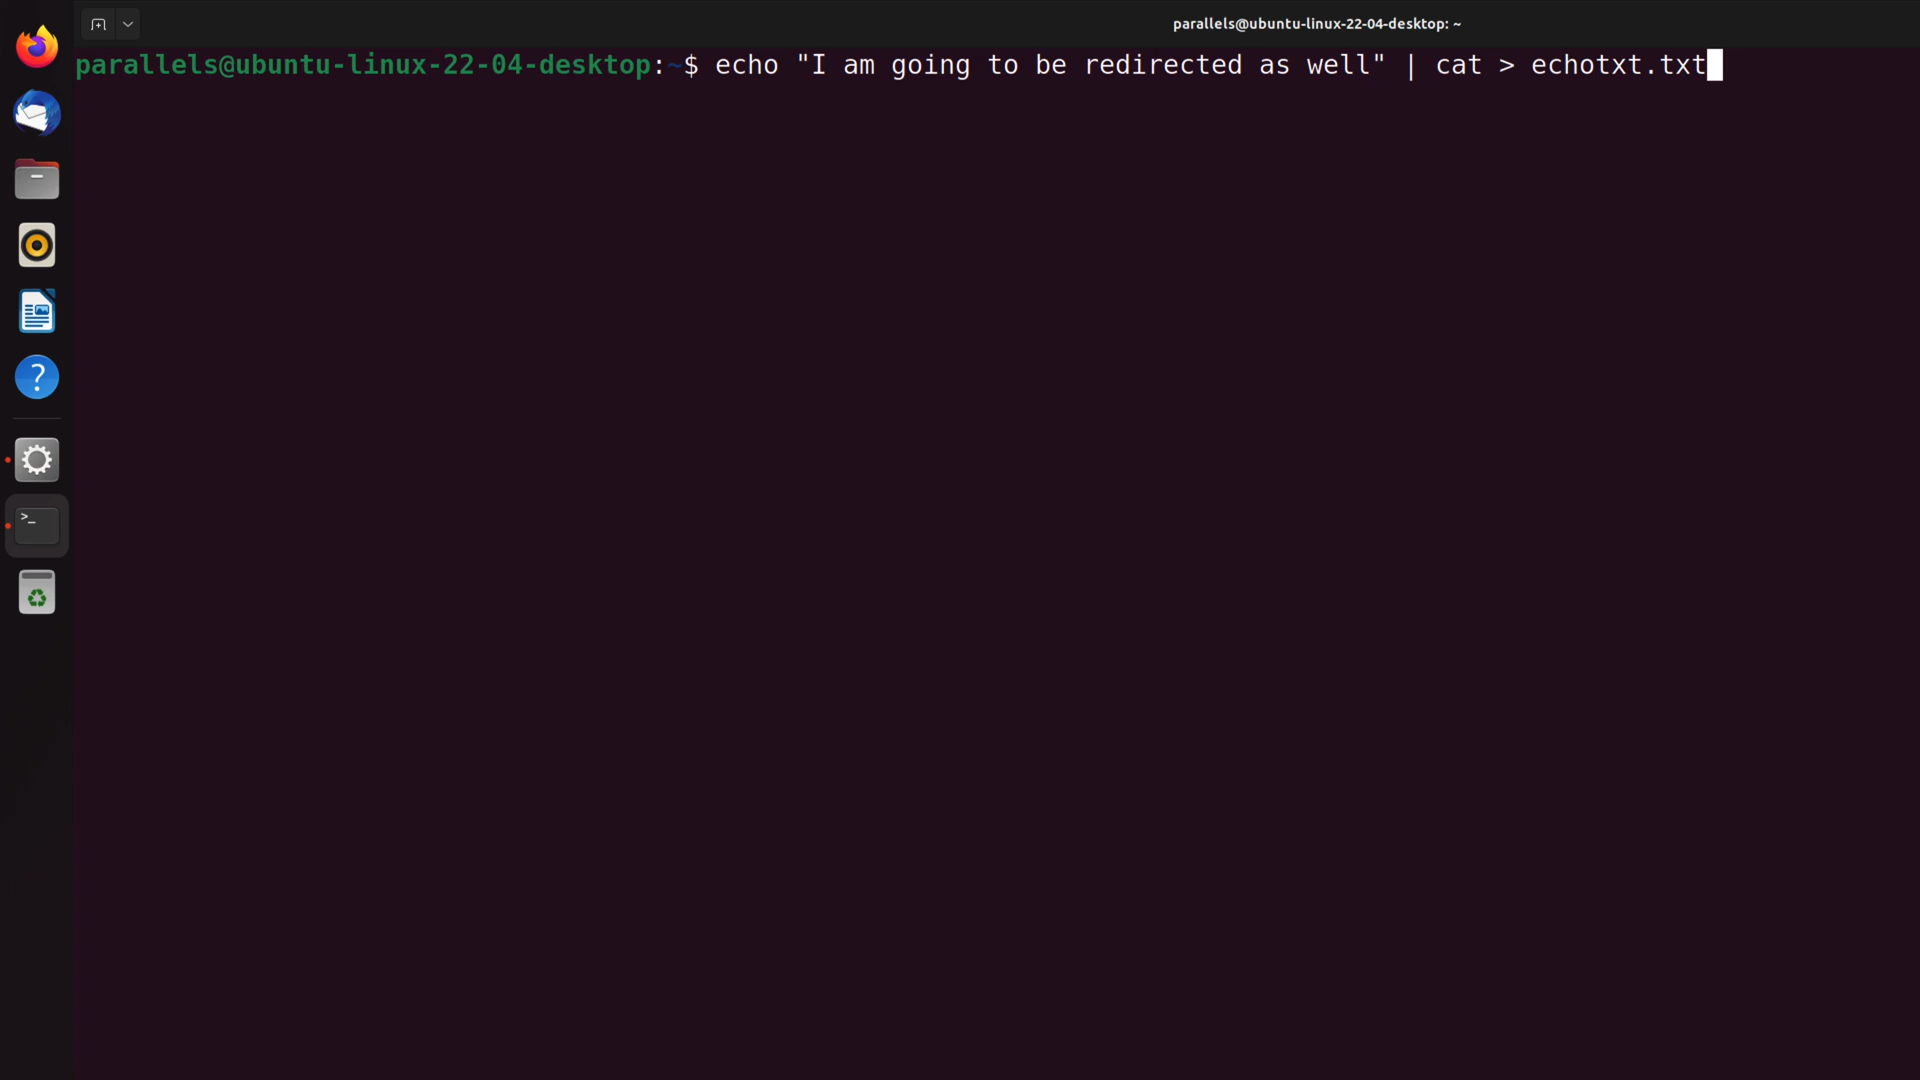 parallels@ubuntu-linux-22-04-desktop: ~
parallels@ubuntu-linux-22-04-desktop:~$ echo "I am going to be redirected as well" | cat > echotxt.txt
?
>_